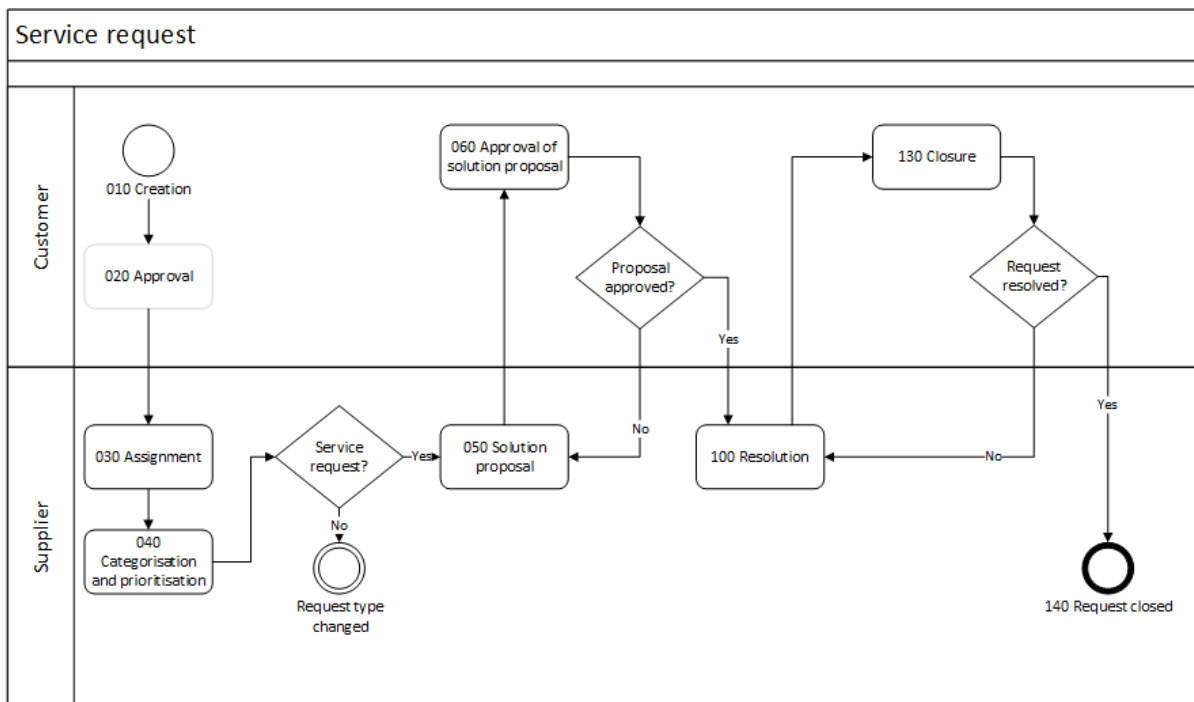 Service request
Customer
010 Creation
020 Approval
060 Approval of
solution proposal
Proposal
approved?
Yes
No
130 Closure
Request
resolved?
Yes
No
Supplier
030 Assignment
040
Categorisation
and prioritisation
Service
request?
Yes
No
Request type
changed
050 Solution
proposal
100 Resolution
140 Request closed